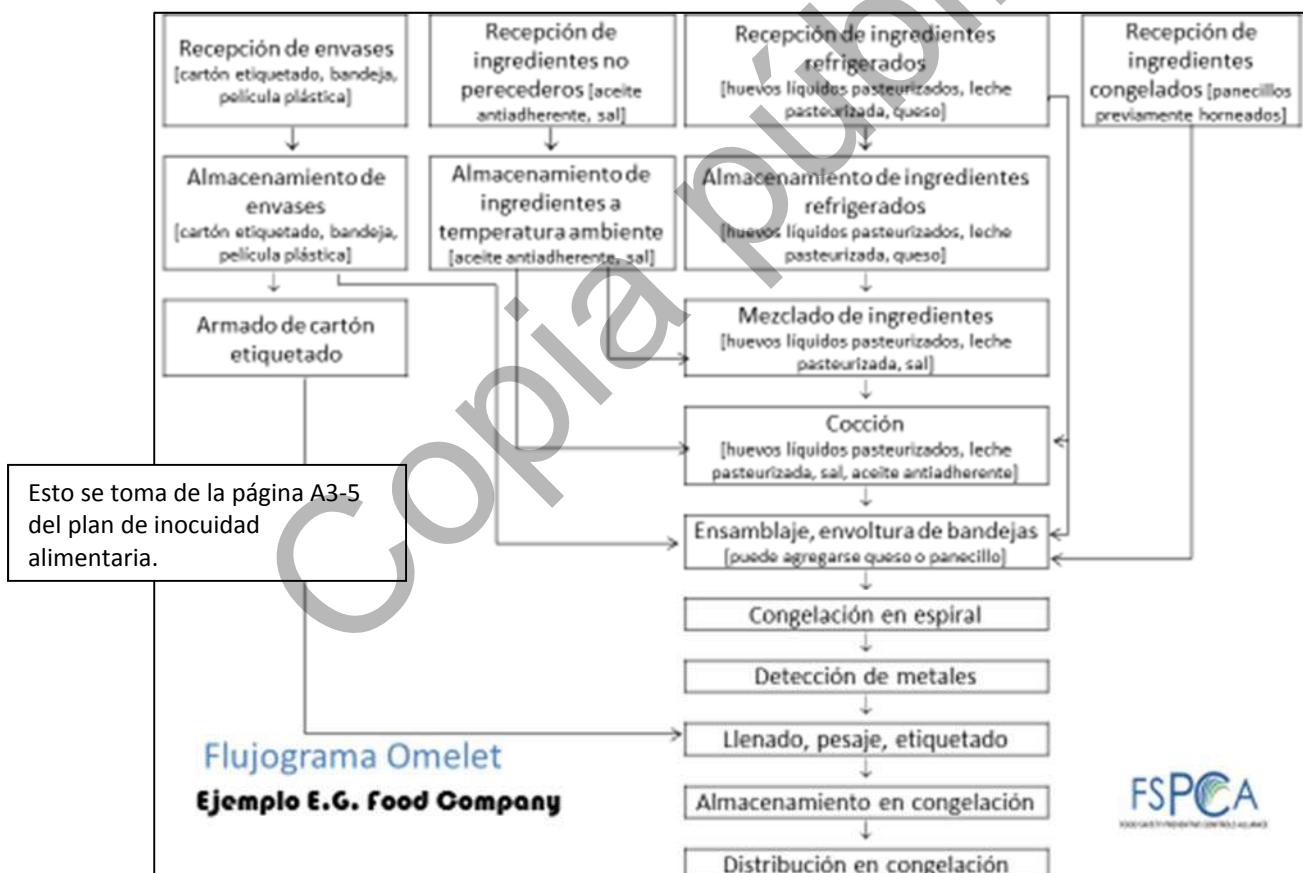 Recepción de envases
[cartón etiquetado, bandeja,
película plástica]
Recepción de
ingredientes no
perecederos [aceite
antiadherente, sal]
Recepción de ingredientes
refrigerados
[huevos líquidos pasteurizados, leche
pasteurizada, queso]
Recepción de
ingredientes
congelados [panecillos
previamente horneados]
Almacenamiento de
envases
[cartón etiquetado, bandeja,
película plástica]
Almacenamiento de
ingredientes a
temperatura ambiente
[aceite antiadherente, sal]
Almacenamiento de ingredientes
refrigerados
[huevos líquidos pasteurizados, leche
pasteurizada, queso]
Armado de cartón
etiquetado
Mezclado de ingredientes
[huevos líquidos pasteurizados, leche
pasteurizada, sal]
Cocción
[huevos líquidos pasteurizados, leche
pasteurizada, sal, aceite antiadherente]
Esto se toma de la página A3-5
del plan de inocuidad
alimentaria.
Ensamblaje, envoltura de bandejas
[puede agregarse queso o panecillo]
Congelación en espiral
Detección de metales
Llenado, pesaje, etiquetado
Almacenamiento en congelación
Distribución en congelación
Flujograma Omelet
Ejemplo E.G. Food Company
FSPCA
FOOD SAFETY PREVENTIVE CONTROLS ALLIANCE
Copia públi